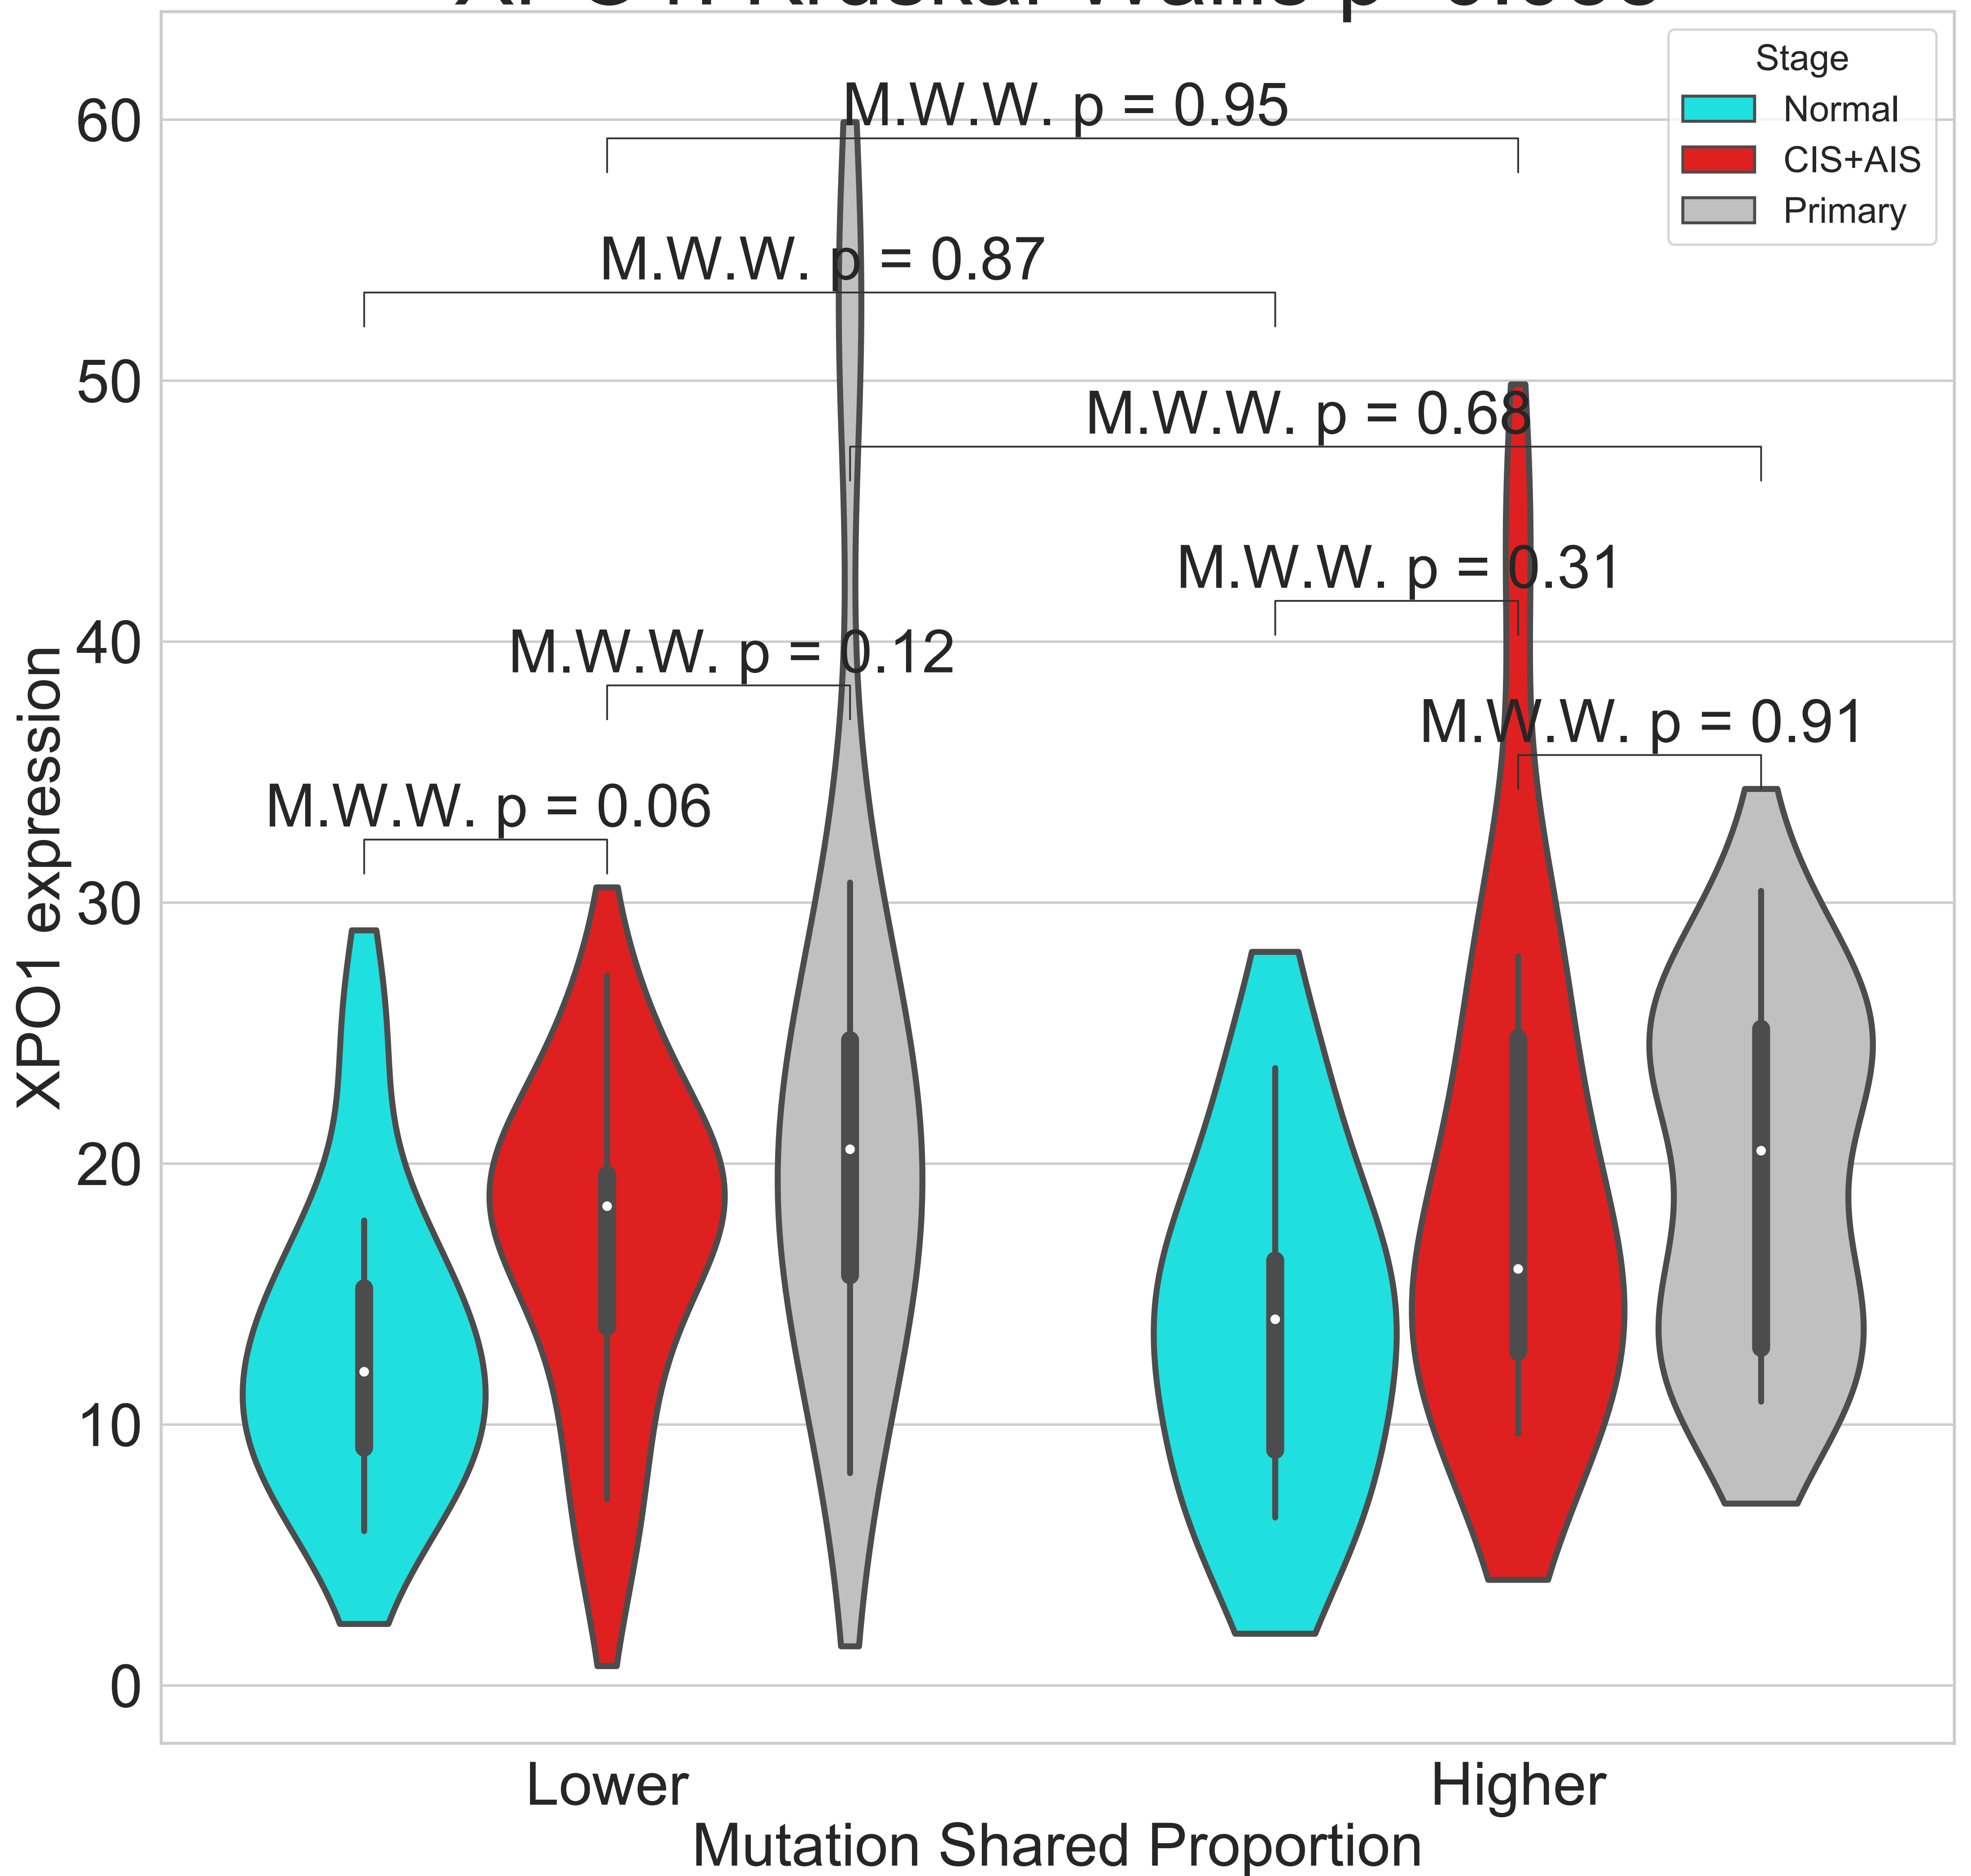 Stage
Normal
CIS+AIS
Primary
M.W.W. p = 0.95
M.W.W. p = 0.87
M.W.W. p = 0.68
M.W.W. p = 0.31
M.W.W. p = 0.12
M.W.W. p = 0.91
M.W.W. p = 0.06
60
50
40
30
20
10
0
XPO1 expression
Lower
Higher
Mutation Shared Proportion